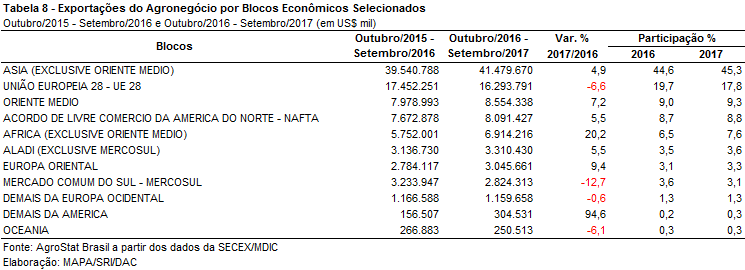 Tabela 8 - Exportações do Agronegócio por Blocos Econômicos Selecionados
Outubro/2015 - Setembro/2016 e Outubro/2016 - Setembro/2017 (em US$ mil)
Blocos Outubro/2015 - Setembro/2016 Outubro/2016 - Setembro/2017 Var. % 2017/2016 Participação % 2016 2017
ASIA (EXCLUSIVE ORIENTE MEDIO) 39.540.788 41.479.670 4,9 44,6 45,3
UNIÃO EUROPEIA 28 - UE 28 17.452.251 16.293.791 -6,6 19,7 17,8
ORIENTE MEDIO 7.978.993 8.554.338 7,2 9,0 9,3
ACORDO DE LIVRE COMERCIO DA AMERICA DO NORTE - NAFTA 7.672.878 8.091.427 5,5 8,7 8,8
AFRICA (EXCLUSIVE ORIENTE MEDIO) 5.752.001 6.914.216 20,2 6,5 7,6
ALADI (EXCLUSIVE MERCOSUL) 3.136.730 3.310.430 5,5 3,5 3,6
EUROPA ORIENTAL 2.784.117 3.045.661 9,4 3,1 3,3
MERCADO COMUM DO SUL - MERCOSUL 3.233.947 2.824.313 -12,7 3,6 3,1
DEMAIS DA EUROPA OCIDENTAL 1.166.588 1.159.658 -0,6 1,3 1,3
DEMAIS DA AMERICA 156.507 304.531 94,6 0,2 0,3
OCEANIA 266.883 250.513 -6,1 0,3 0,3
Fonte: AgroStat Brasil a partir dos dados da SECEX/MDIC
Elaboração: MAPA/SRI/DAC